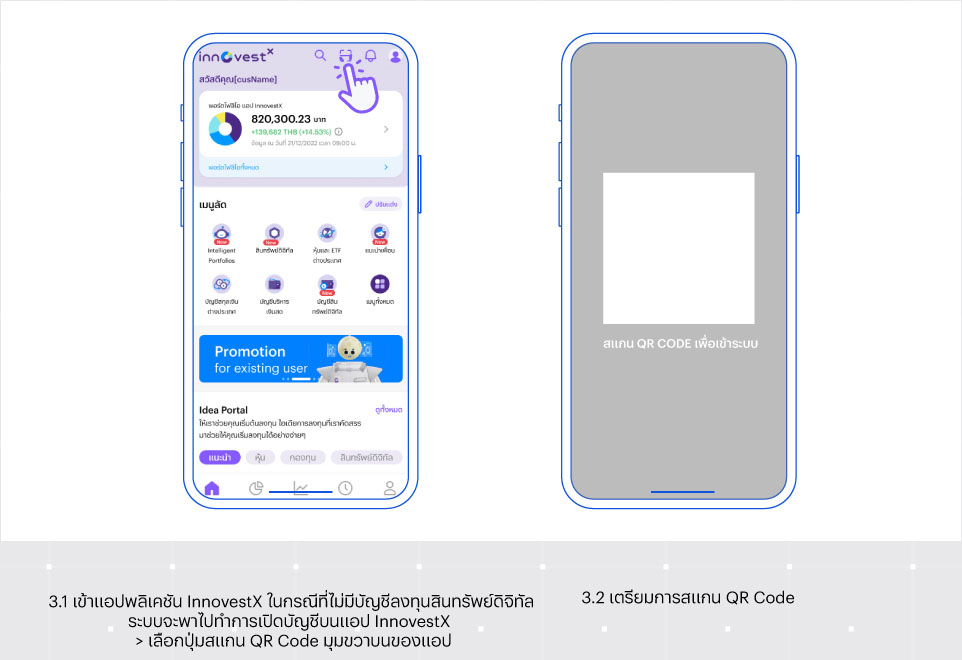 innovestX
สวัสดีคุณ[cusName]
พอร์ตโฟลิโอ แอป InnovestX
820,300.23 บาท
+139,682 THB (+14.53%)
ข้อมูล ณ วันที่ 21/12/2022 เวลา 09:00 น.
พอร์ตโฟลิโอทั้งหมด
เมนูลัด
ปรับแต่ง
New
New
New
Intelligent Portfolios
สินทรัพย์ดิจิทัล
หุ้นและ ETF ต่างประเทศ
แนะนำเพื่อน
New
บัญชีสกุลเงินต่างประเทศ
บัญชีบริหารเงินสด
บัญชีสินทรัพย์ดิจิทัล
เมนูทั้งหมด
Promotion
for existing user
Idea Portal
ดูทั้งหมด
ให้เราช่วยคุณเริ่มต้นลงทุน ไอเดียการลงทุนที่เราคัดสรร
มาช่วยให้คุณเริ่มลงทุนได้อย่างง่ายๆ
แนะนำ
หุ้น
กองทุน
สินทรัพย์ดิจิทัล
สแกน QR CODE เพื่อเข้าระบบ
3.1 เข้าแอปพลิเคชัน InnovestX ในกรณีที่ไม่มีบัญชีลงทุนสินทรัพย์ดิจิทัล
ระบบจะพาไปทำการเปิดบัญชีบนแอป InnovestX
> เลือกปุ่มสแกน QR Code มุมขวาบนของแอป
3.2 เตรียมการสแกน QR Code